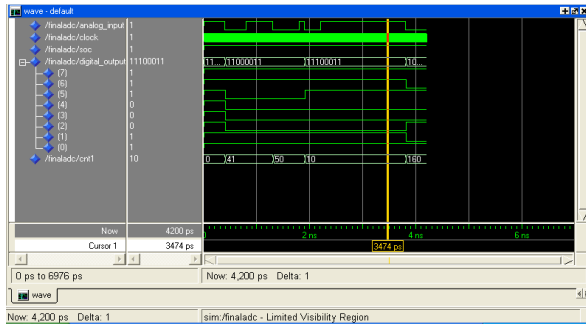 wave - default
/finaladc/analog_input 1
/finaladc/clock 1
/finaladc/soc 1
/finaladc/digital_output 11100011 11... 11000011 11100011 10...
(7) 1
(6) 1
(5) 1
(4) 0
(3) 0
(2) 0
(1) 1
(0) 1
/finaladc/cnt1 10 0 41 50 10 160
Now 4200 ps 2 ns 4 ns 6 ns
Cursor 1 3474 ps 3474 ps
0 ps to 6976 ps Now: 4,200 ps Delta: 1
wave
Now: 4,200 ps Delta: 1 sim:/finaladc - Limited Visibility Region